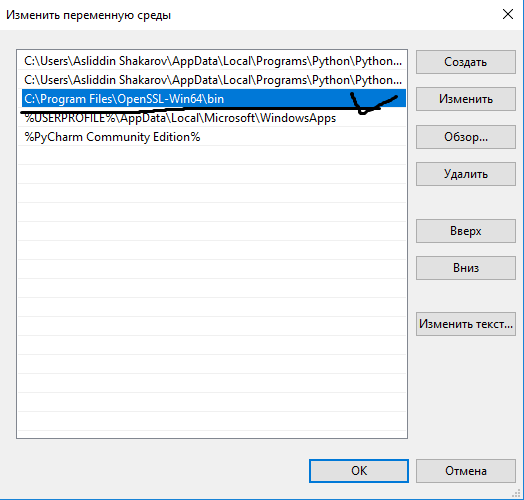 Изменить переменную среды
C:\Users\Asliddin Shakarov\AppData\Local\Programs\Python\Python...
C:\Users\Asliddin Shakarov\AppData\Local\Programs\Python\Python...
C:\Program Files\OpenSSL-Win64\bin
%USERPROFILE%\AppData\Local\Microsoft\WindowsApps
%PyCharm Community Edition%
Создать
Изменить
Обзор...
Удалить
Вверх
Вниз
Изменить текст...
OK
Отмена